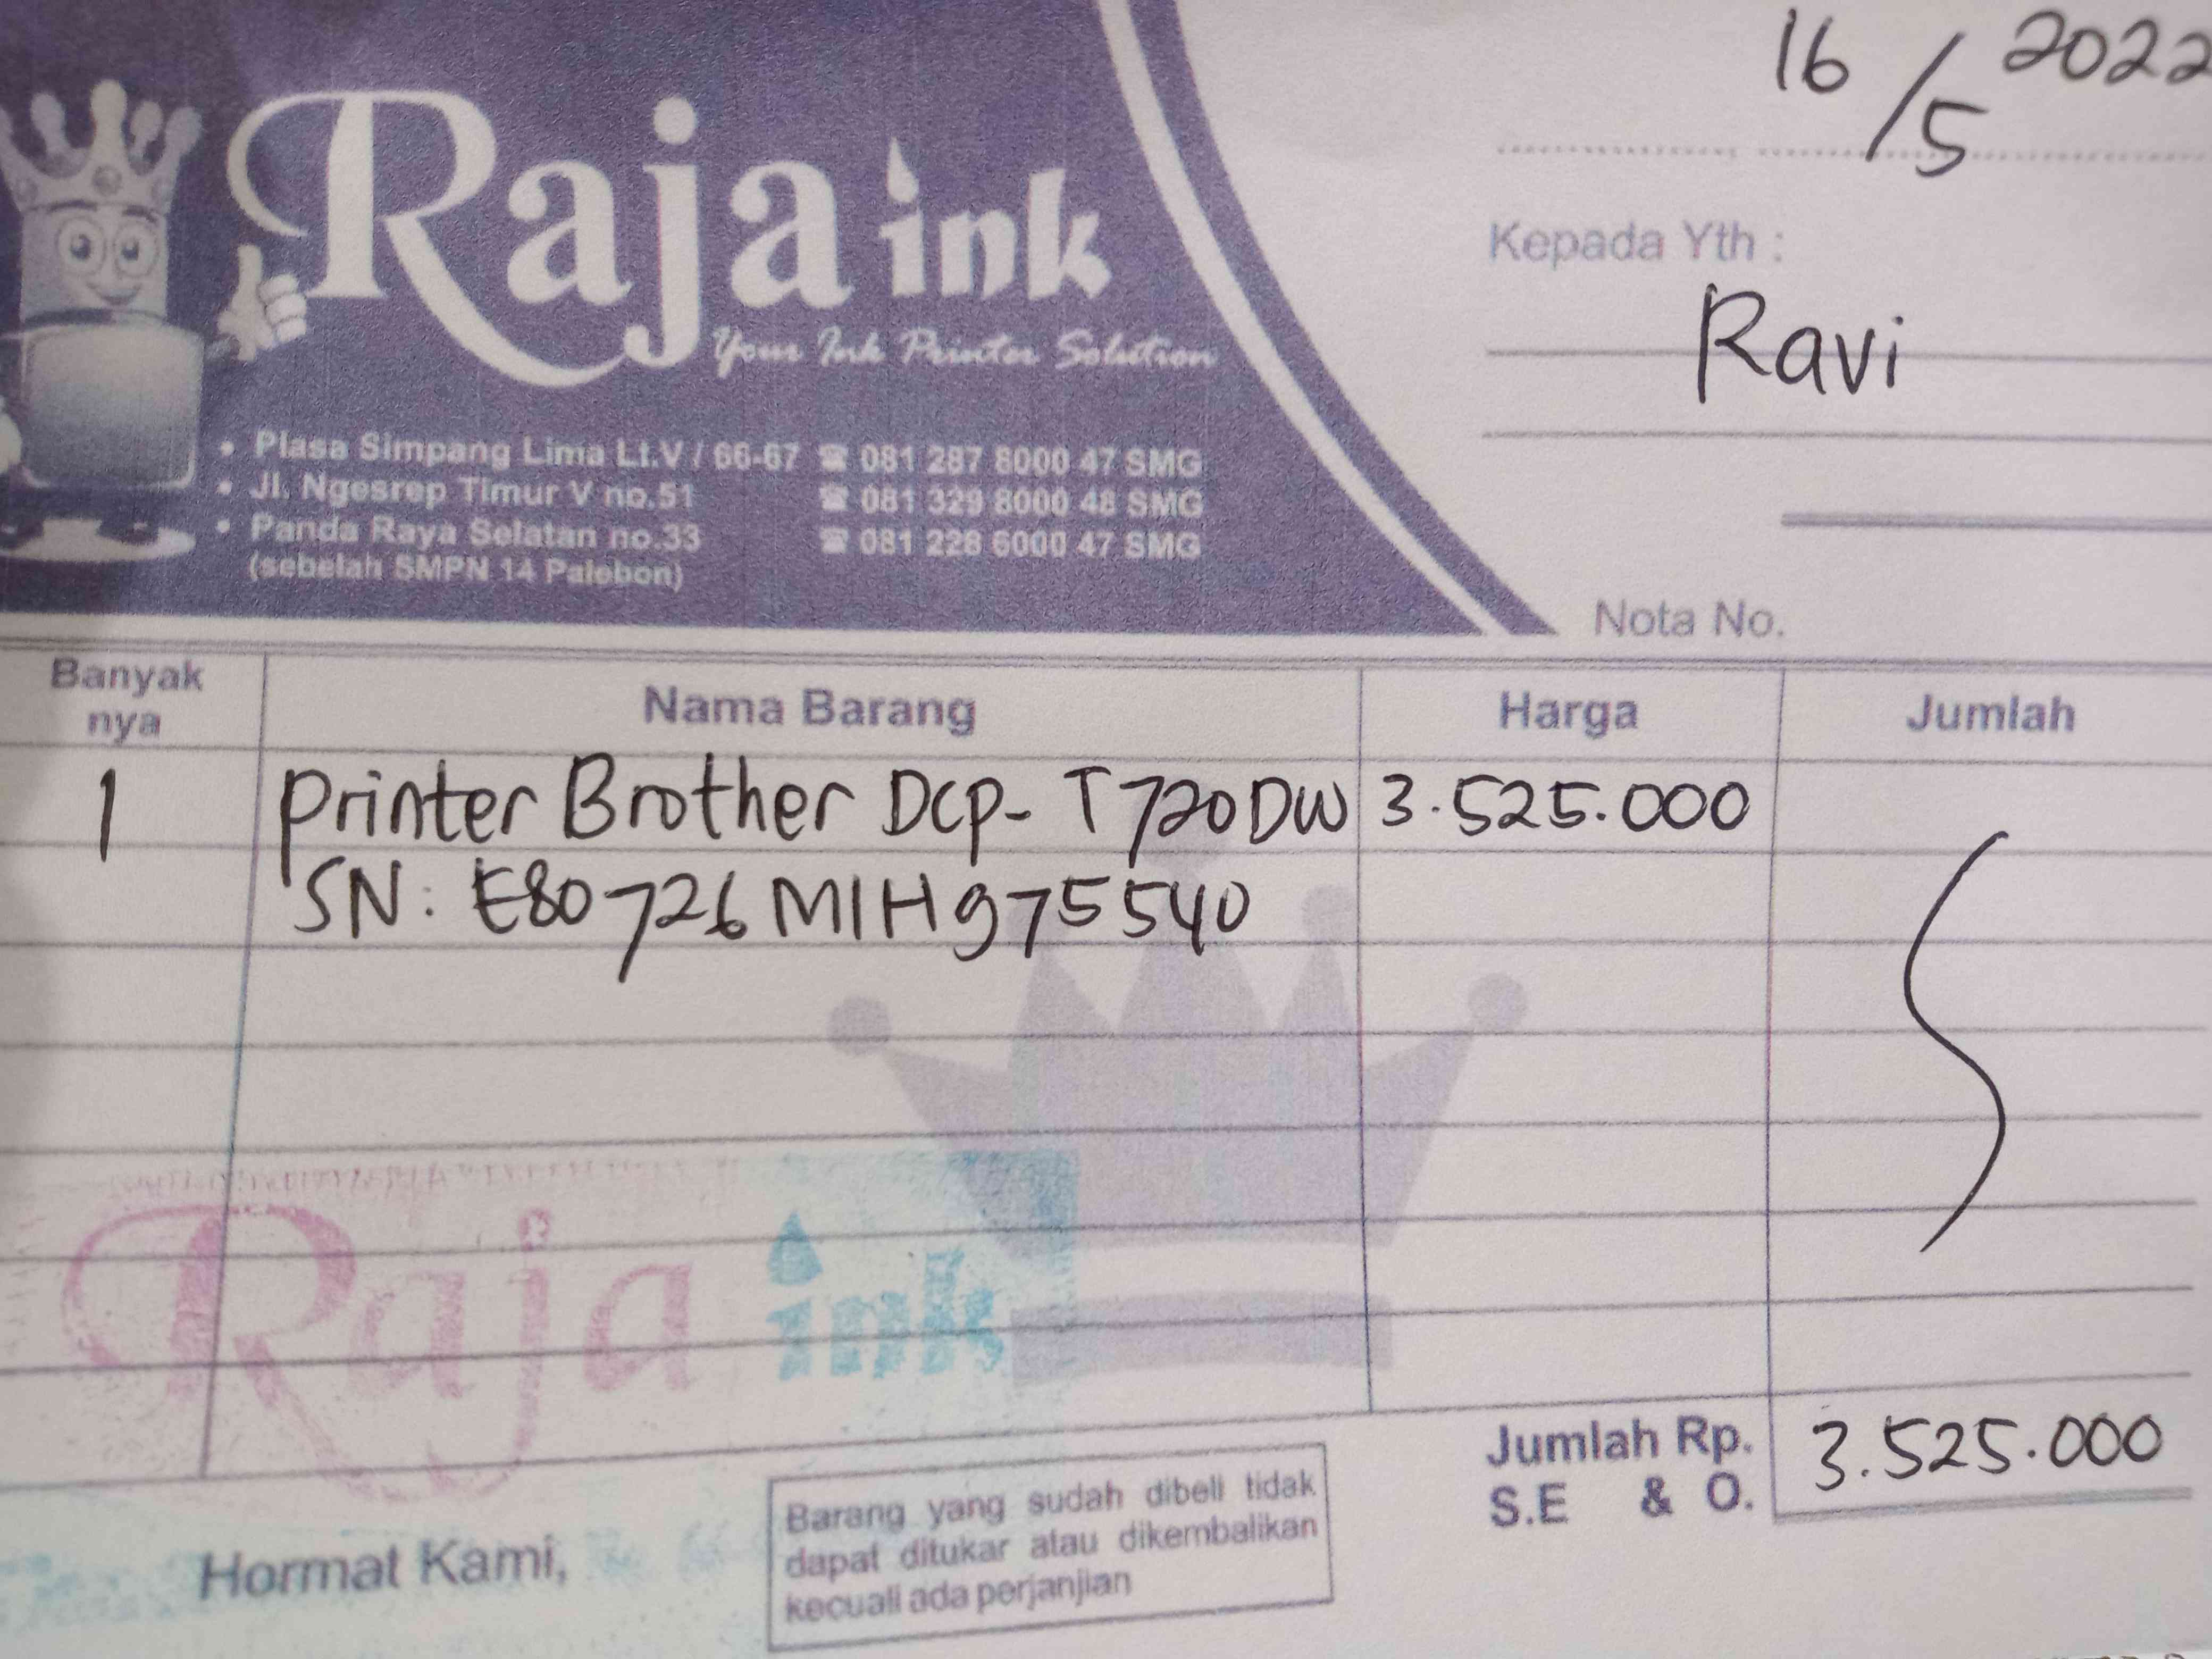 16/5 2022
Raja ink
Your Ink Printer Solution
Kepada Yth :
Ravi
• Plasa Simpang Lima Lt.V / 66-67 ☎ 081 287 8000 47 SMG
• Jl. Ngesrep Timur V no.51 ☎ 081 329 8000 48 SMG
• Panda Raya Selatan no.33 ☎ 081 228 6000 47 SMG
(sebelah SMPN 14 Palebon)
Nota No.
Banyak
nya
Nama Barang Harga Jumlah
1 Printer Brother DCP- T720DW 3.525.000
SN: E80726M1H975540
Raja ink
Jumlah Rp. 3.525.000
S.E & O.
Hormat Kami,
Barang yang sudah dibeli tidak
dapat ditukar atau dikembalikan
kecuali ada perjanjian